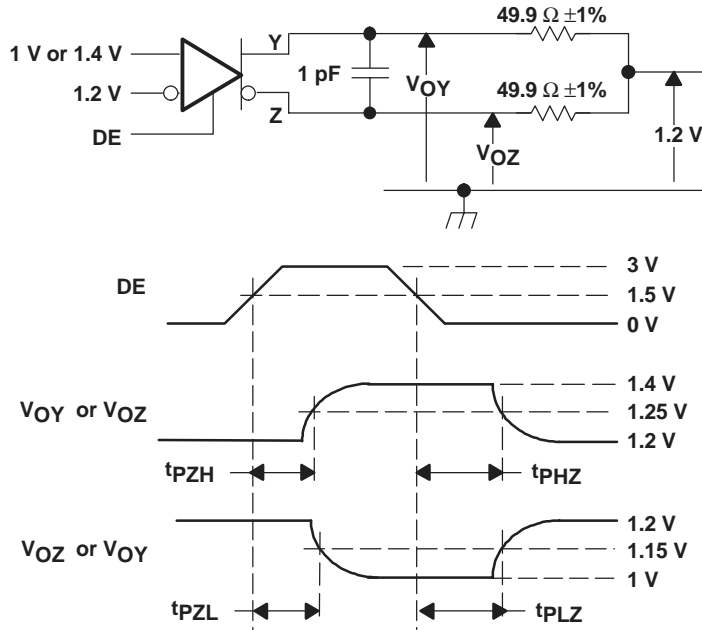 49.9 Ω ±1%
Y
1 V or 1.4 V
1 pF
VOY
49.9 Ω ±1%
1.2 V
1.2 V
Z
DE
VOZ
3 V
DE
1.5 V
0 V
1.4 V
VOY or VOZ
1.25 V
1.2 V
tPZH
tPHZ
1.2 V
VOZ or VOY
1.15 V
1 V
tPZL
tPLZ